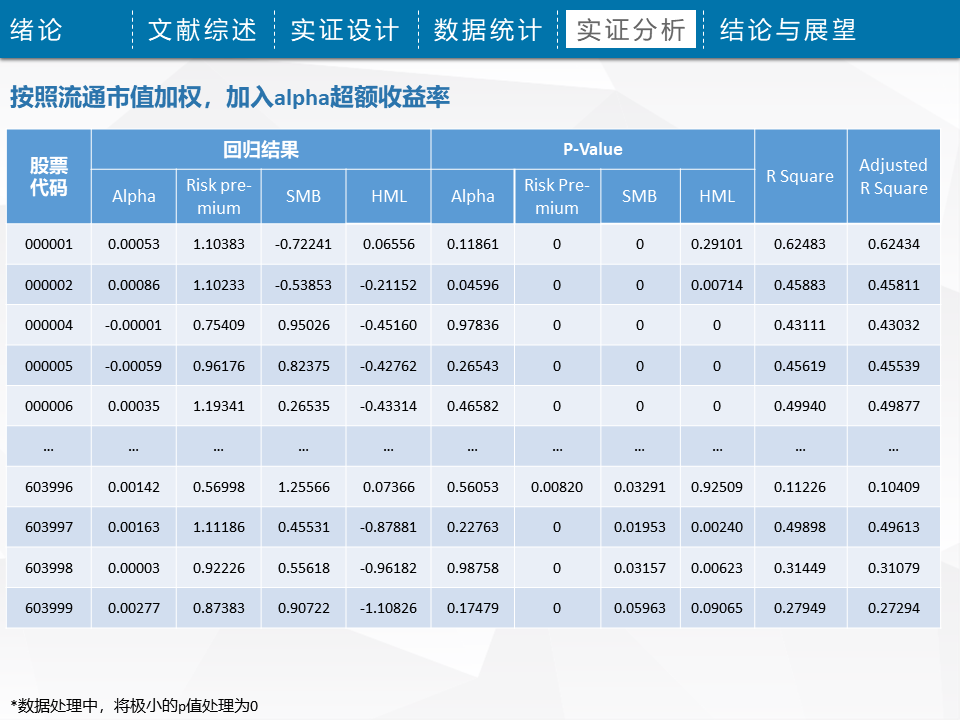 绪论 文献综述 实证设计 数据统计 实证分析 结论与展望
按照流通市值加权，加入alpha超额收益率
股票代码 回归结果 P-Value R Square Adjusted R Square
Alpha Risk pre-mium SMB HML Alpha Risk Pre-mium SMB HML
000001 0.00053 1.10383 -0.72241 0.06556 0.11861 0 0 0.29101 0.62483 0.62434
000002 0.00086 1.10233 -0.53853 -0.21152 0.04596 0 0 0.00714 0.45883 0.45811
000004 -0.00001 0.75409 0.95026 -0.45160 0.97836 0 0 0 0.43111 0.43032
000005 -0.00059 0.96176 0.82375 -0.42762 0.26543 0 0 0 0.45619 0.45539
000006 0.00035 1.19341 0.26535 -0.43314 0.46582 0 0 0 0.49940 0.49877
... ... ... ... ... ... ... ... ... ... ...
603996 0.00142 0.56998 1.25566 0.07366 0.56053 0.00820 0.03291 0.92509 0.11226 0.10409
603997 0.00163 1.11186 0.45531 -0.87881 0.22763 0 0.01953 0.00240 0.49898 0.49613
603998 0.00003 0.92226 0.55618 -0.96182 0.98758 0 0.03157 0.00623 0.31449 0.31079
603999 0.00277 0.87383 0.90722 -1.10826 0.17479 0 0.05963 0.09065 0.27949 0.27294
*数据处理中，将极小的p值处理为0